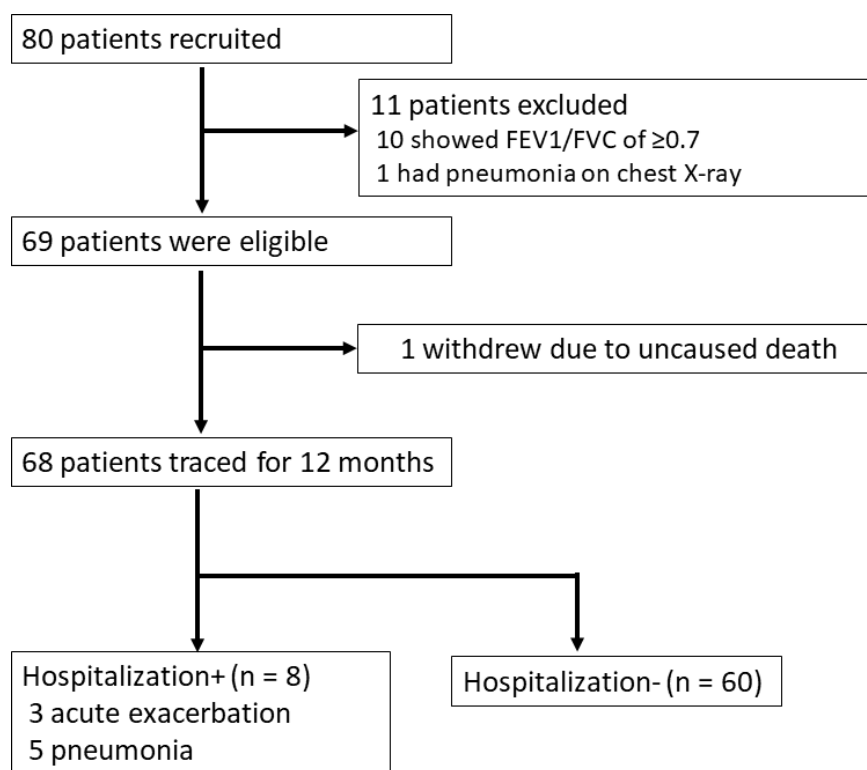 80 patients recruited
11 patients excluded
10 showed FEV1/FVC of ≥0.7
1 had pneumonia on chest X-ray
69 patients were eligible
1 withdrew due to uncaused death
68 patients traced for 12 months
Hospitalization+ (n = 8)
3 acute exacerbation
5 pneumonia
Hospitalization- (n = 60)